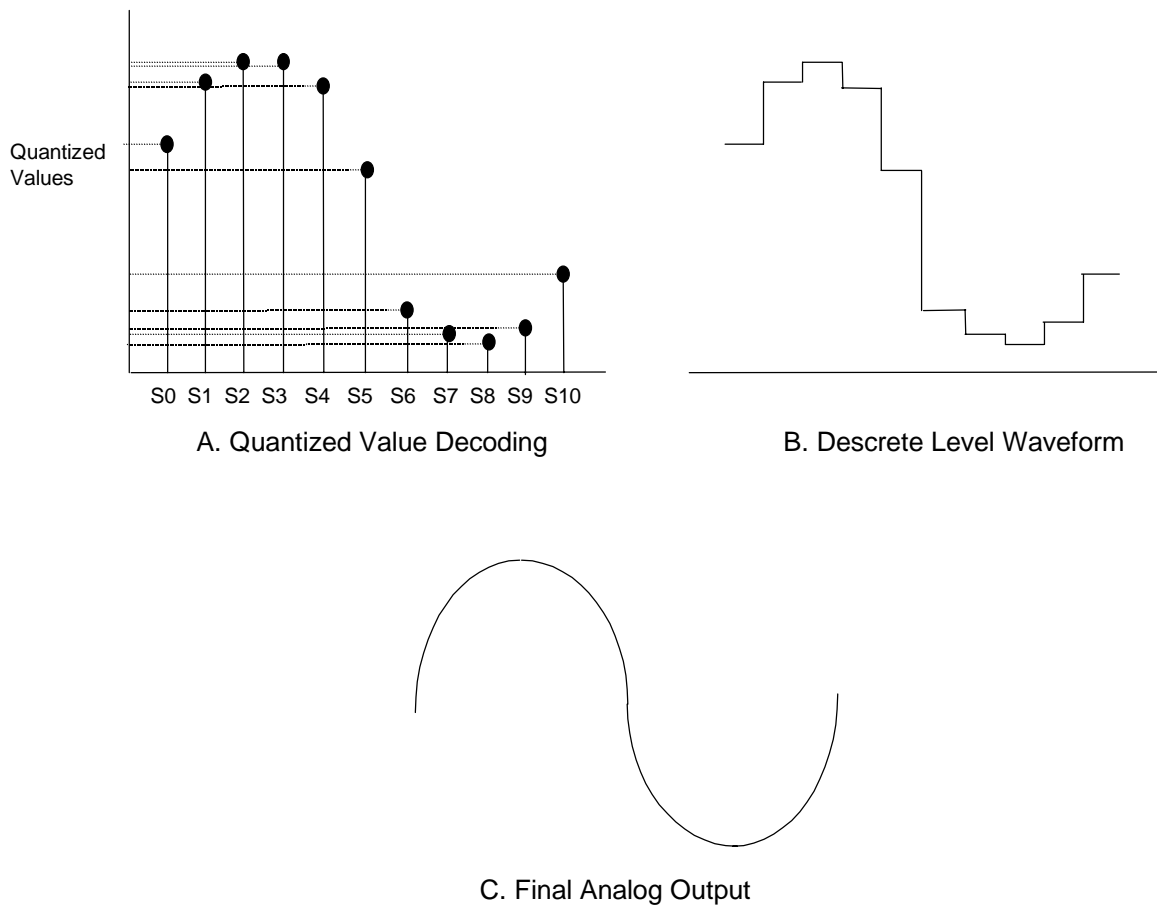 Quantized
Values
S0 S1 S2 S3 S4 S5 S6 S7 S8 S9 S10
A. Quantized Value Decoding
B. Descrete Level Waveform
C. Final Analog Output